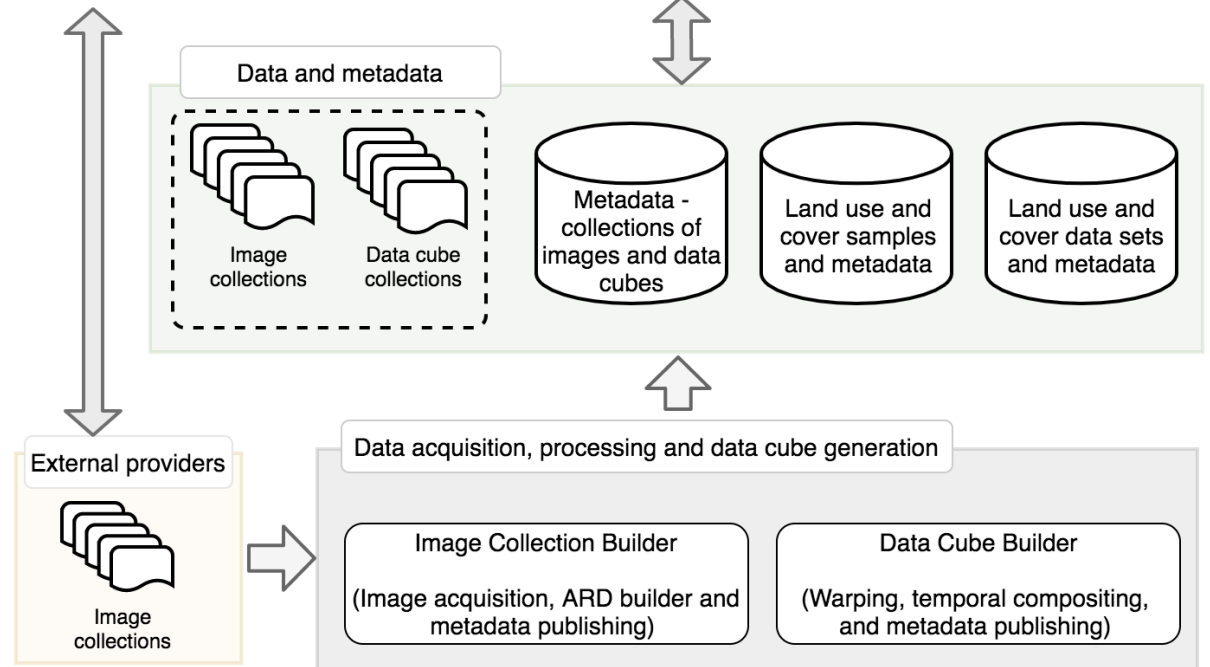 Data and metadata
Image
collections
Data cube
collections
Metadata -
collections of
images and data
cubes
Land use and
cover samples
and metadata
Land use and
cover data sets
and metadata
External providers
Image
collections
Data acquisition, processing and data cube generation
Image Collection Builder
(Image acquisition, ARD builder and
metadata publishing)
Data Cube Builder
(Warping, temporal compositing,
and metadata publishing)